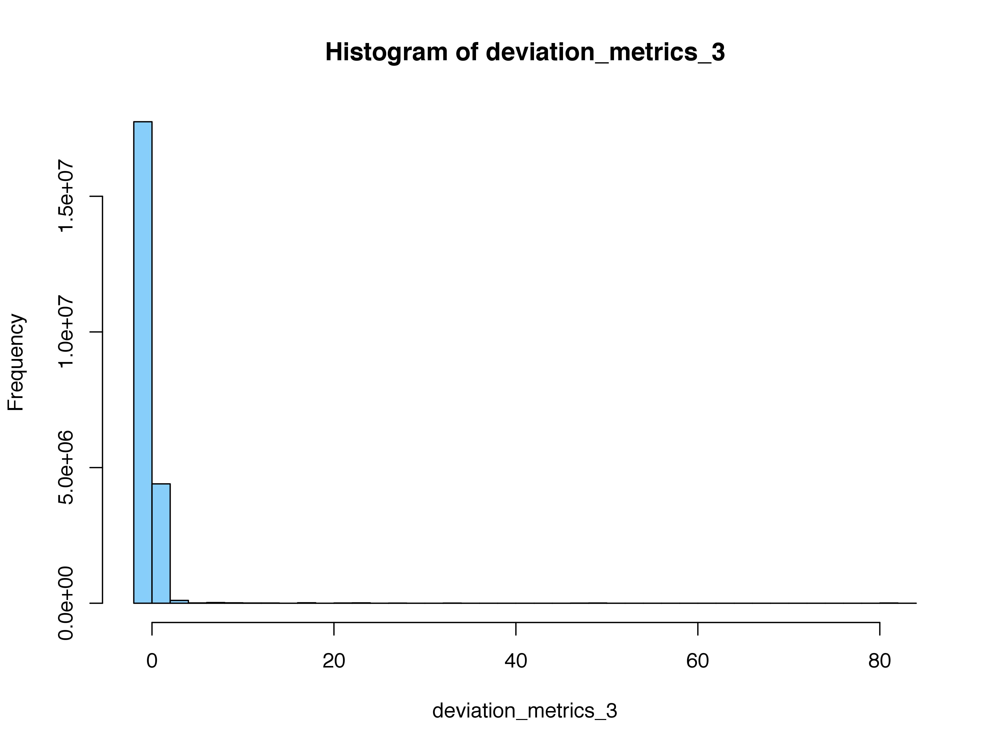 Histogram of deviation_metrics_3
Frequency
1.5e+07
1.0e+07
5.0e+06
0.0e+00
0 20 40 60 80
deviation_metrics_3